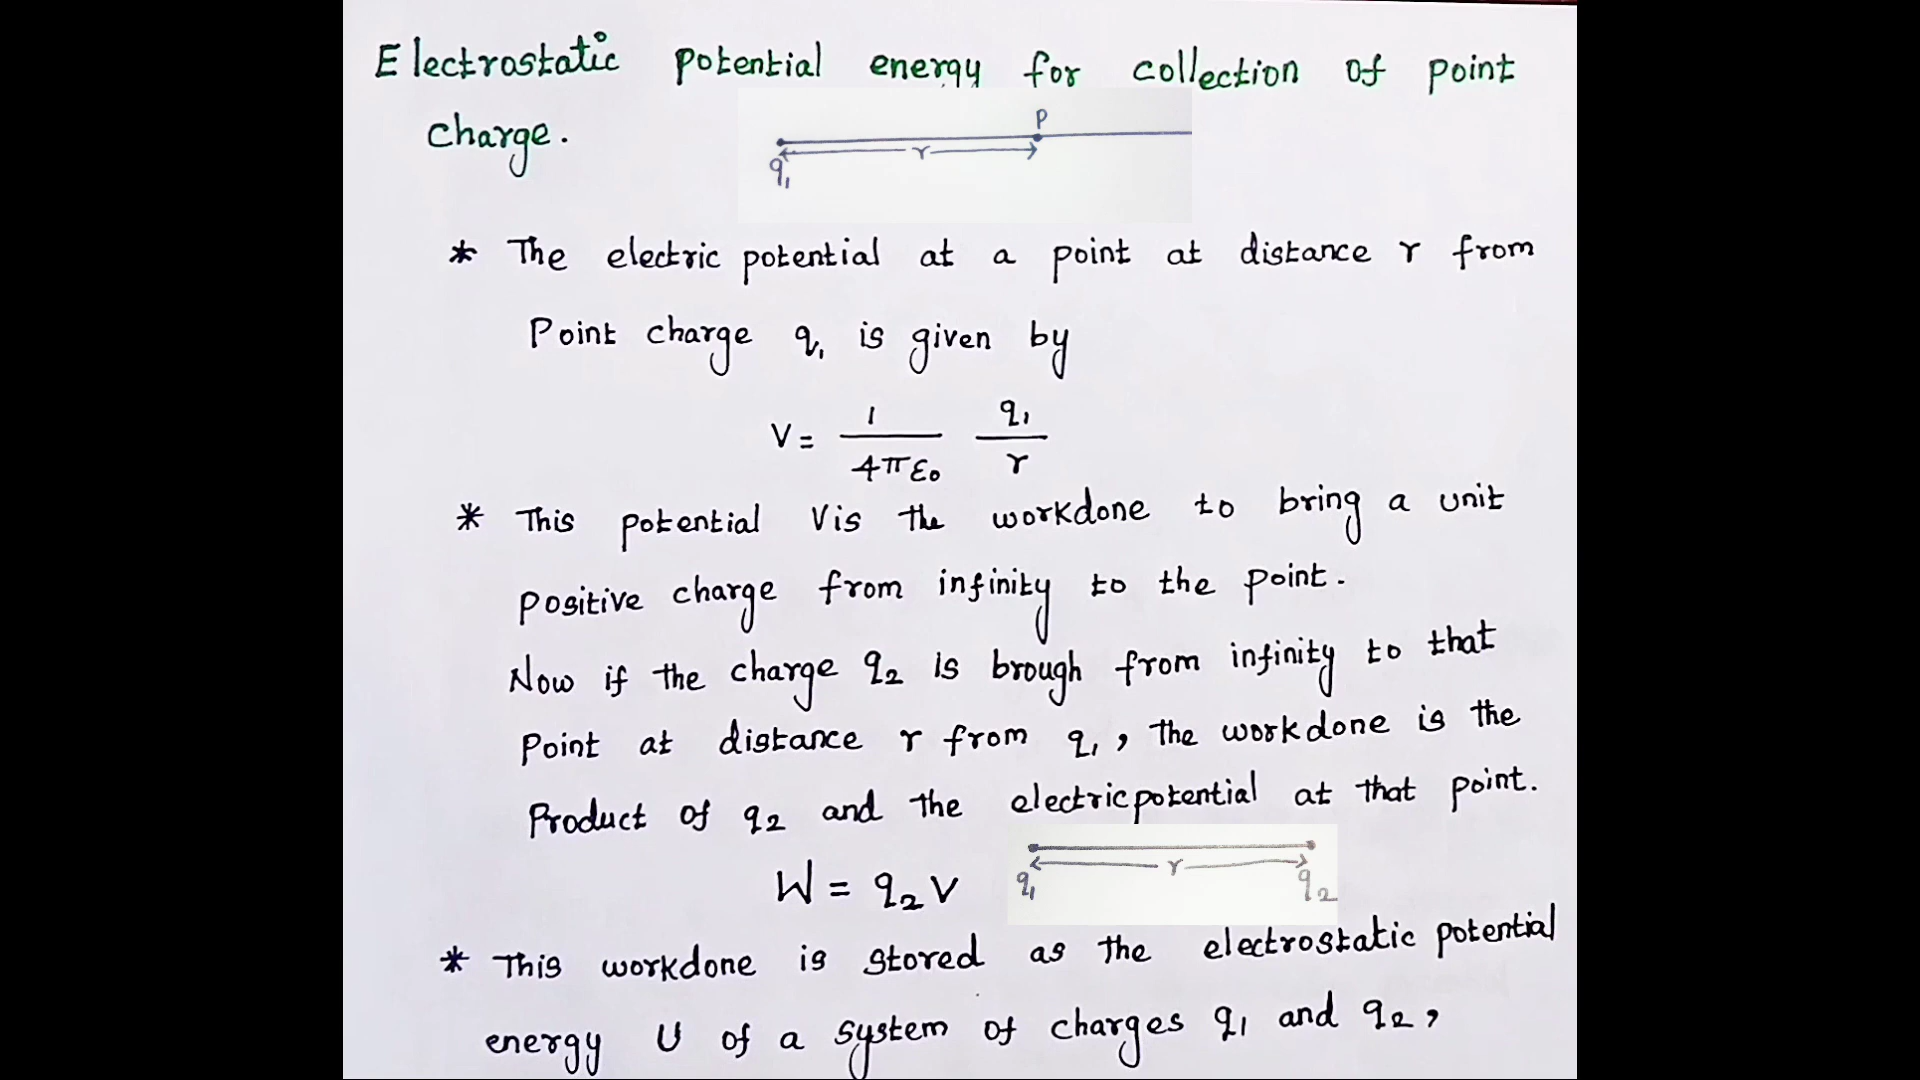 Electrostatic potential energy for collection of point
charge.
P
r
q₁
* The electric potential at a point at distance r from
Point charge q₁ is given by
V = 1/4πε₀ q₁/r
* This potential V is the workdone to bring a unit
positive charge from infinity to the point.
Now if the charge q₂ is brough from infinity to that
Point at distance r from q₁, the workdone is the
Product of q₂ and the electric potential at that point.
W = q₂V
r
q₁ q₂
* This workdone is stored as the electrostatic potential
energy U of a system of charges q₁ and q₂,